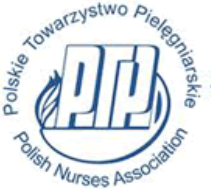 Polskie Towarzystwo Pielęgniarskie
PTP
Polish Nurses Association